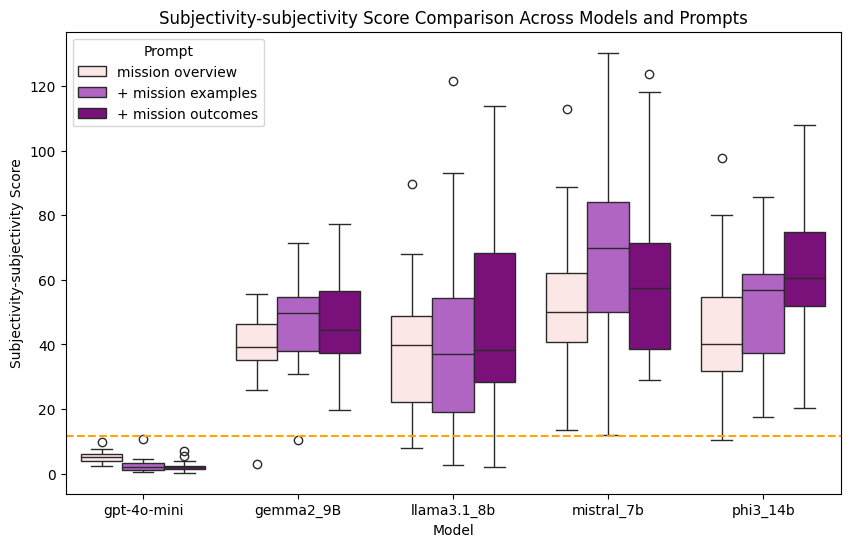 Subjectivity-subjectivity Score Comparison Across Models and Prompts
Prompt
mission overview
+ mission examples
+ mission outcomes
Subjectivity-subjectivity Score
120
100
80
60
40
20
0
gpt-4o-mini
gemma2_9B
llama3.1_8b
mistral_7b
phi3_14b
Model